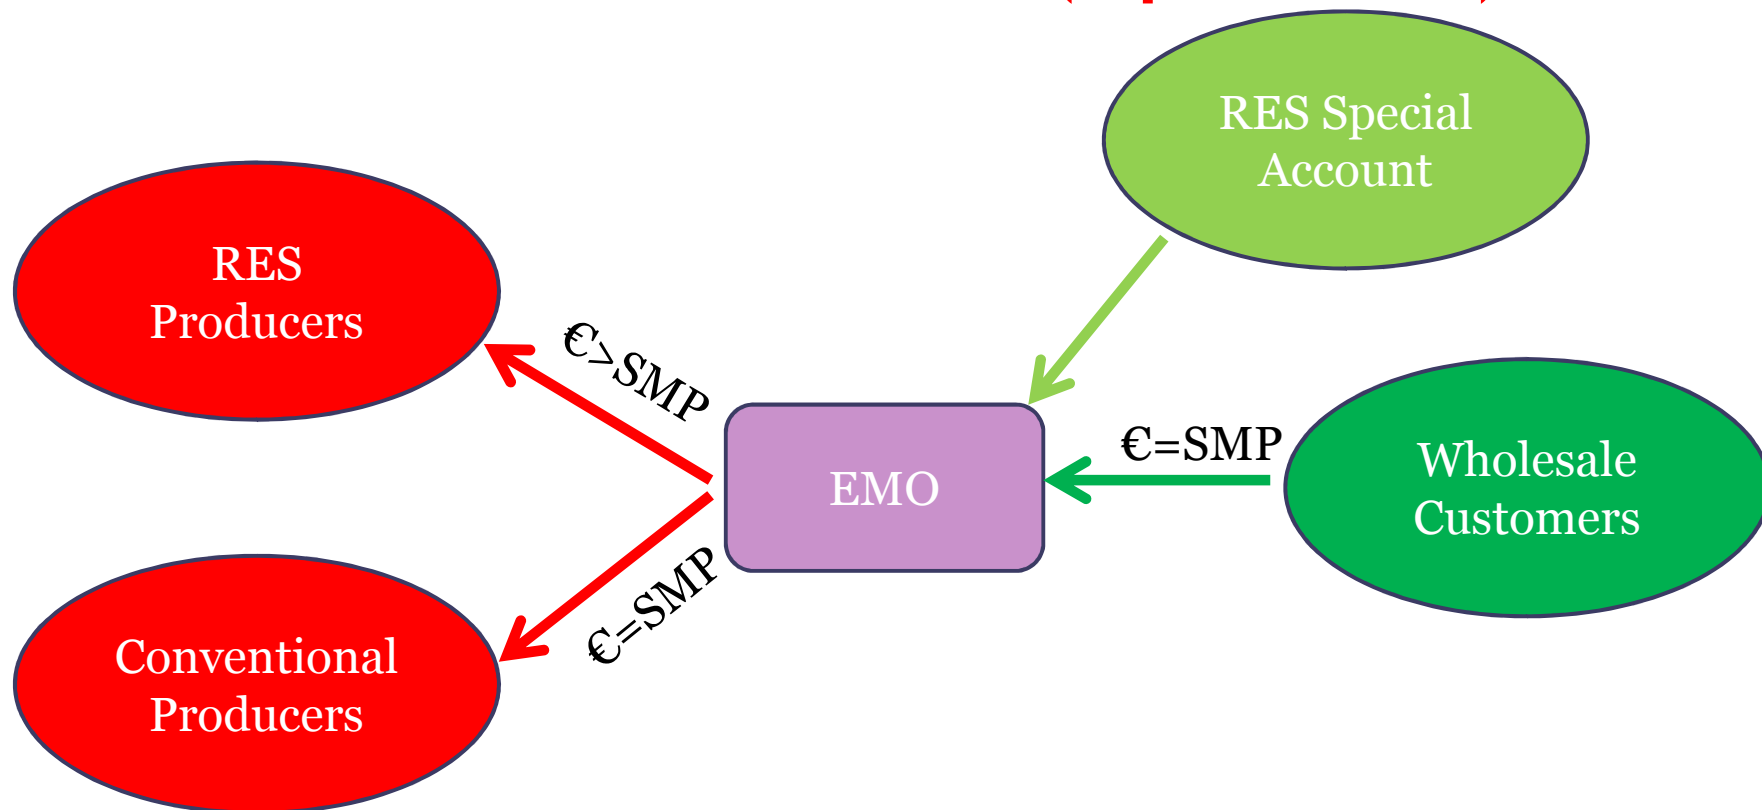 RES Special
Account
RES
Producers
€>SMP
EMO
€=SMP
Wholesale
Customers
€=SMP
Conventional
Producers